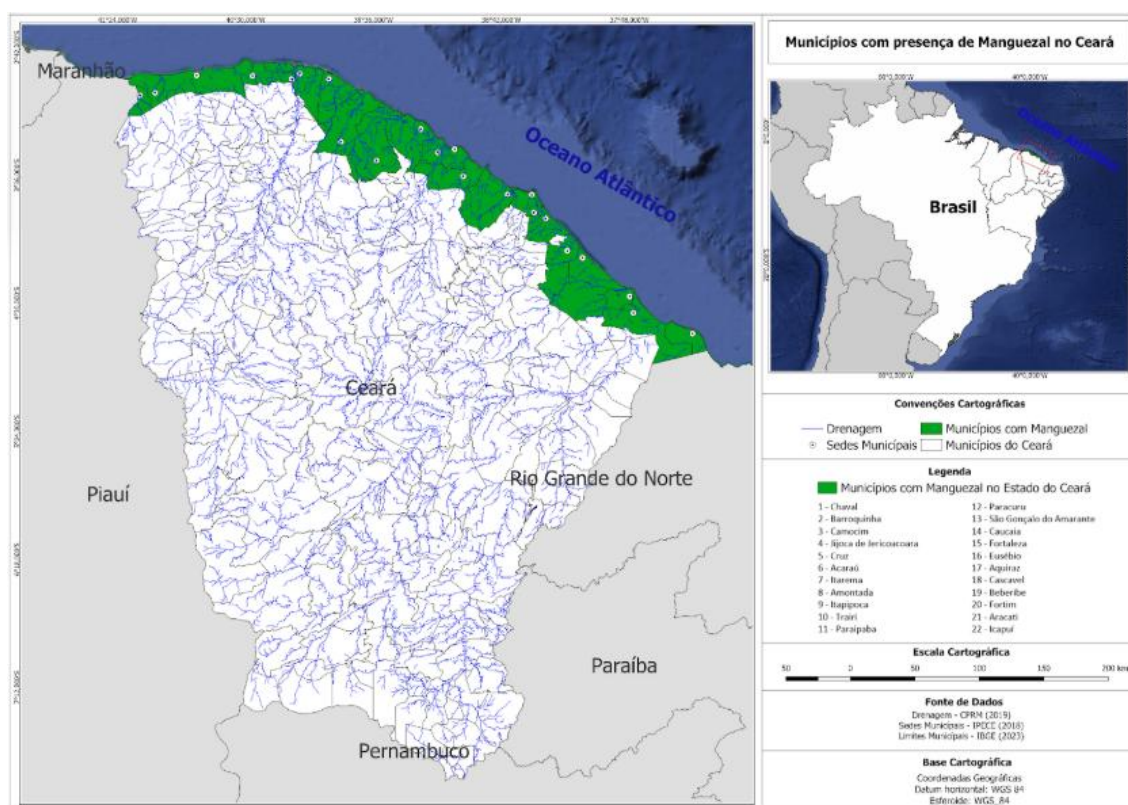 Municípios com presença de Manguezal no Ceará
Maranhão
Oceano Atlântico
Ceará
Piauí
Rio Grande do Norte
Paraíba
Pernambuco
Oceano Atlântico
Brasil
Convenções Cartográficas
Drenagem
Municípios com Manguezal
Sedes Municipais
Municípios do Ceará
Legenda
Municípios com Manguezal no Estado do Ceará
1 - Chaval
2 - Barroquinha
3 - Camocim
4 - Jijoca de Jericoacoara
5 - Cruz
6 - Acaraú
7 - Itarema
8 - Amontada
9 - Itapipoca
10 - Trairi
11 - Paraipaba
12 - Paracuru
13 - São Gonçalo do Amarante
14 - Caucaia
15 - Fortaleza
16 - Eusébio
17 - Aquiraz
18 - Cascavel
19 - Beberibe
20 - Fortim
21 - Aracati
22 - Icapuí
Escala Cartográfica
50 0 50 100 150 200 km
Fonte de Dados
Drenagem - CPRM (2019)
Sedes Municipais - IPECE (2018)
Limites Municipais - IBGE (2023)
Base Cartográfica
Coordenadas Geográficas
Datum horizontal: WGS 84
Esferoide: WGS_84